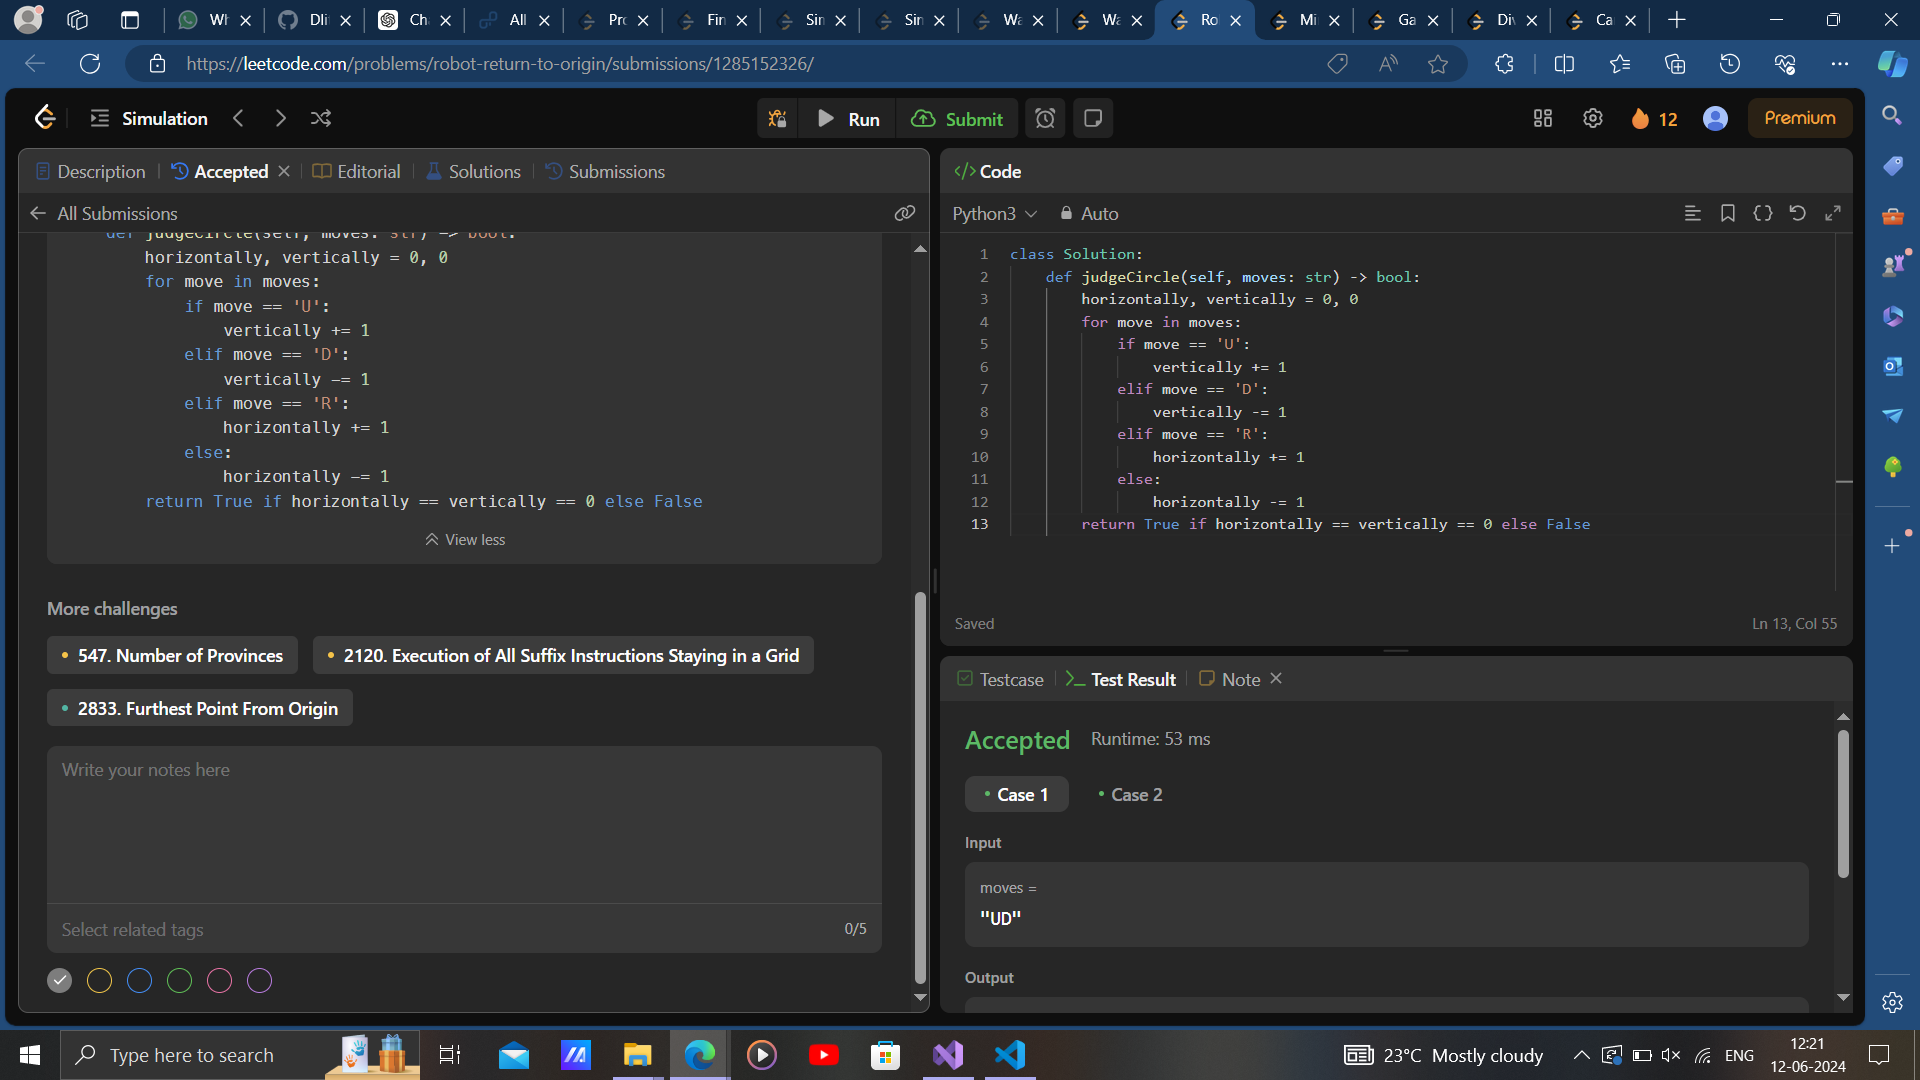 Wh
Dli
Ch
All
Pro
Fin
Sin
Sin
Wa
Wa
Ro
Mi
Ga
Div
Ca
https://leetcode.com/problems/robot-return-to-origin/submissions/1285152326/
Simulation
Run
Submit
12
Premium
Description
Accepted
Editorial
Solutions
Submissions
All Submissions
def judgeCircle(self, moves: str) -> bool:
horizontally, vertically = 0, 0
for move in moves:
if move == 'U':
vertically += 1
elif move == 'D':
vertically -= 1
elif move == 'R':
horizontally += 1
else:
horizontally -= 1
return True if horizontally == vertically == 0 else False
View less
More challenges
547. Number of Provinces
2120. Execution of All Suffix Instructions Staying in a Grid
2833. Furthest Point From Origin
Write your notes here
Select related tags
0/5
</> Code
Python3
Auto
1 class Solution:
2 def judgeCircle(self, moves: str) -> bool:
3 horizontally, vertically = 0, 0
4 for move in moves:
5 if move == 'U':
6 vertically += 1
7 elif move == 'D':
8 vertically -= 1
9 elif move == 'R':
10 horizontally += 1
11 else:
12 horizontally -= 1
13 return True if horizontally == vertically == 0 else False
Saved
Ln 13, Col 55
Testcase
Test Result
Note
Accepted
Runtime: 53 ms
Case 1
Case 2
Input
moves =
"UD"
Output
Type here to search
23°C Mostly cloudy
ENG
12:21
12-06-2024